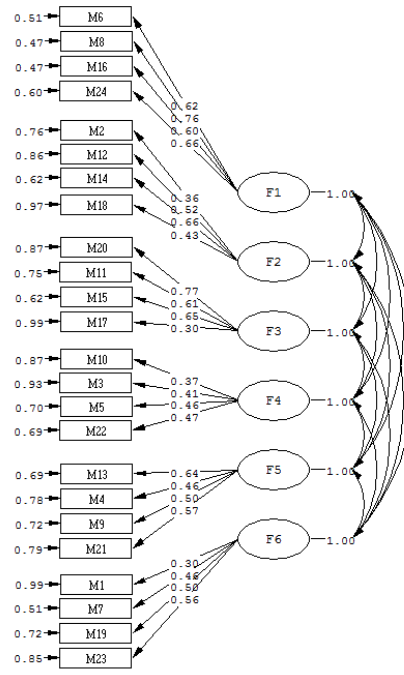 0.51 M6
0.47 M8
0.47 M16
0.60 M24
0.62
0.76
0.60
0.66
0.76 M2
0.86 M12
0.62 M14
0.97 M18
0.36
0.52
0.66
0.43
F1 1.00
F2 1.00
0.87 M20
0.75 M11
0.62 M15
0.99 M17
0.77
0.61
0.65
0.30
F3 1.00
0.87 M10
0.93 M3
0.70 M5
0.69 M22
0.37
0.41
0.46
0.47
F4 1.00
0.69 M13
0.78 M4
0.72 M9
0.79 M21
0.64
0.46
0.50
0.57
F5 1.00
F6 1.00
0.99 M1
0.51 M7
0.72 M19
0.85 M23
0.30
0.46
0.50
0.56